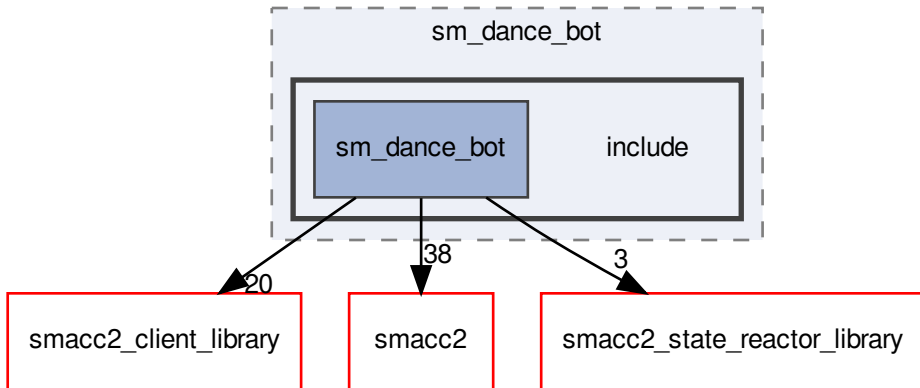 sm_dance_bot
sm_dance_bot
include
20
38
3
smacc2_client_library
smacc2
smacc2_state_reactor_library